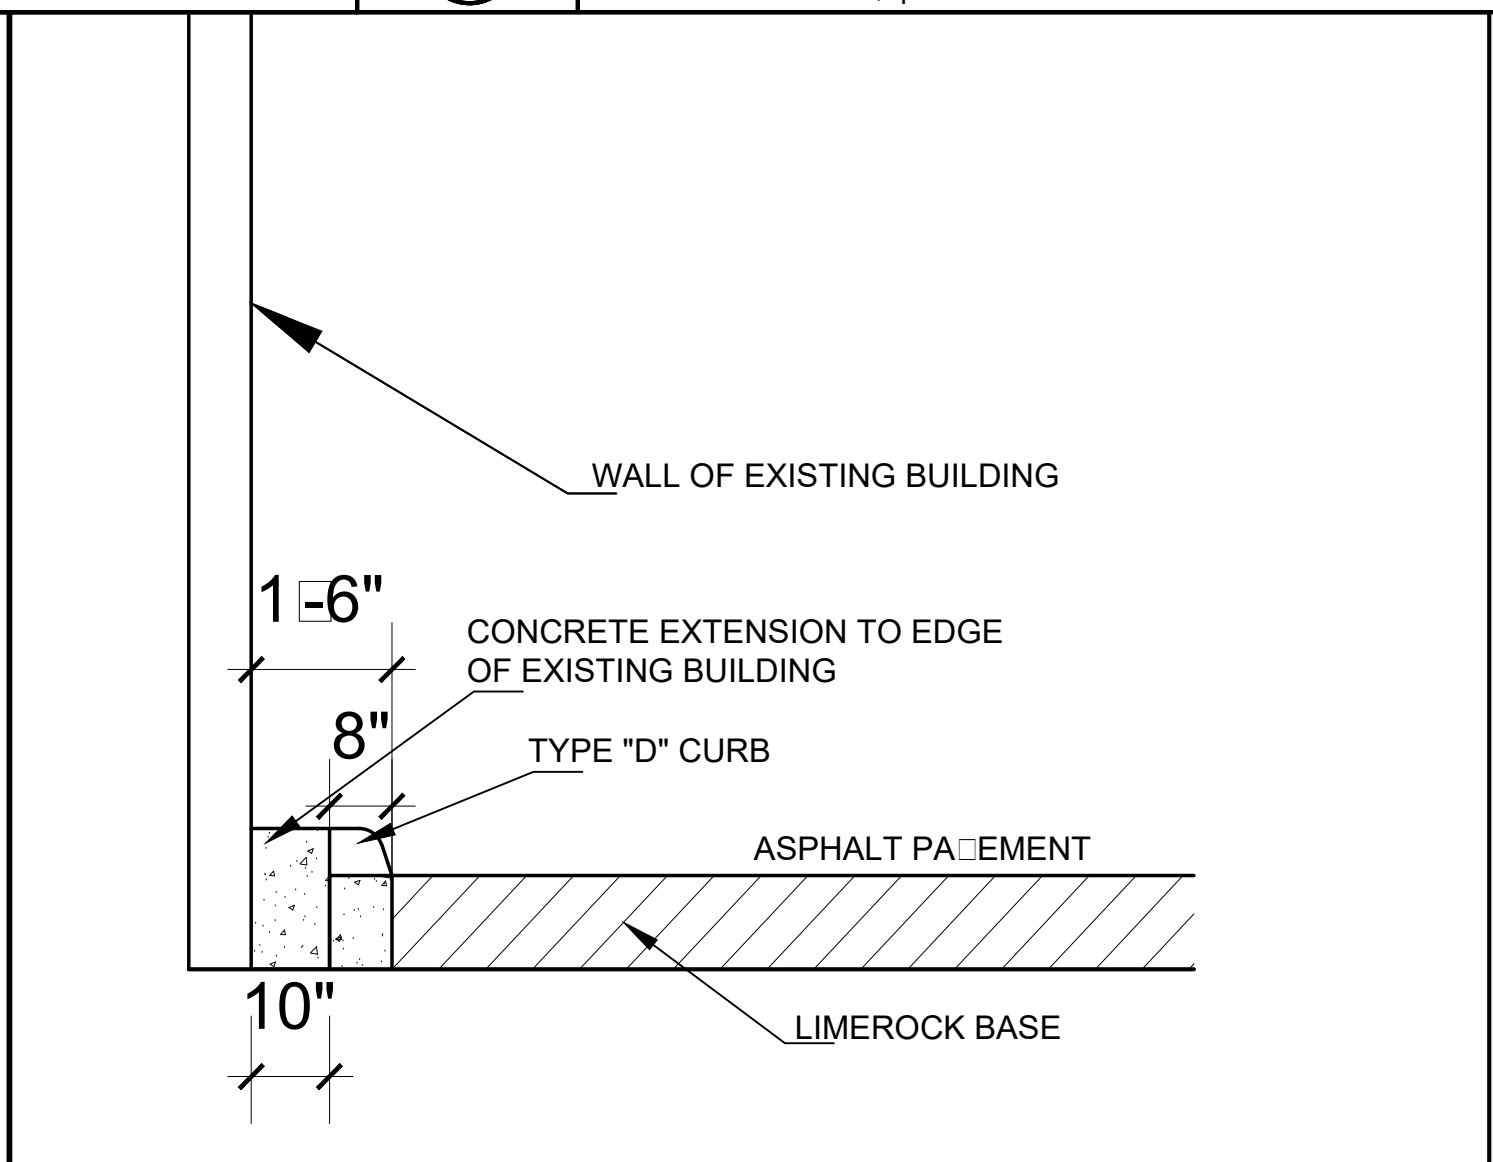 WALL OF EXISTING BUILDING
1□-6"
CONCRETE EXTENSION TO EDGE
OF EXISTING BUILDING
8"
TYPE "D" CURB
ASPHALT PA□EMENT
10"
LIMEROCK BASE